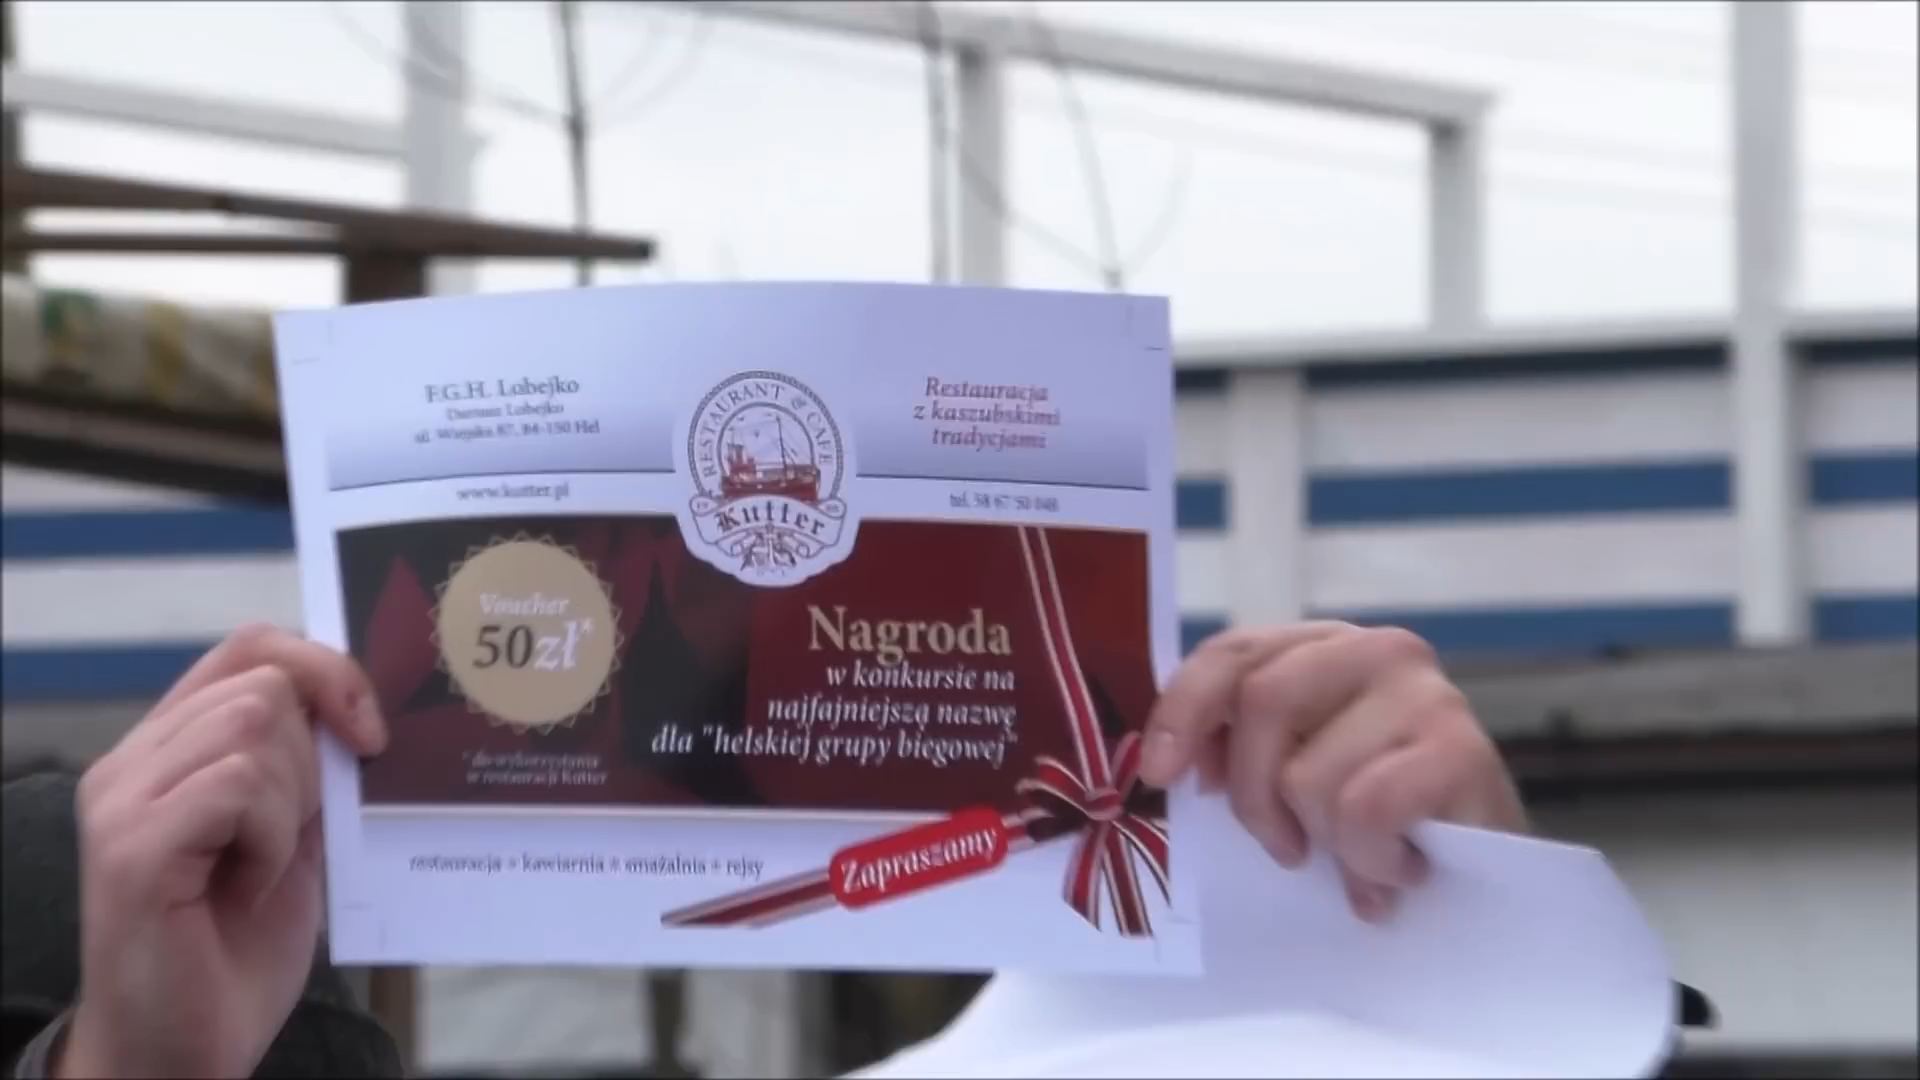 F.G.H. Lobejko
Dariusz Lobejko
ul. Wiejska 87, 84-150 Hel
www.kutter.pl
RESTAURANT & CAFE
Kutter
Restauracja
z kaszubskimi
tradycjami
tel. 58 67 50 048
Voucher
50zł*
* do wykorzystania
w restauracji Kutter
Nagroda
w konkursie na
najfajniejszą nazwę
dla "helskiej grupy biegowej"
restauracja * kawiarnia * smażalnia * rejsy
Zapraszamy